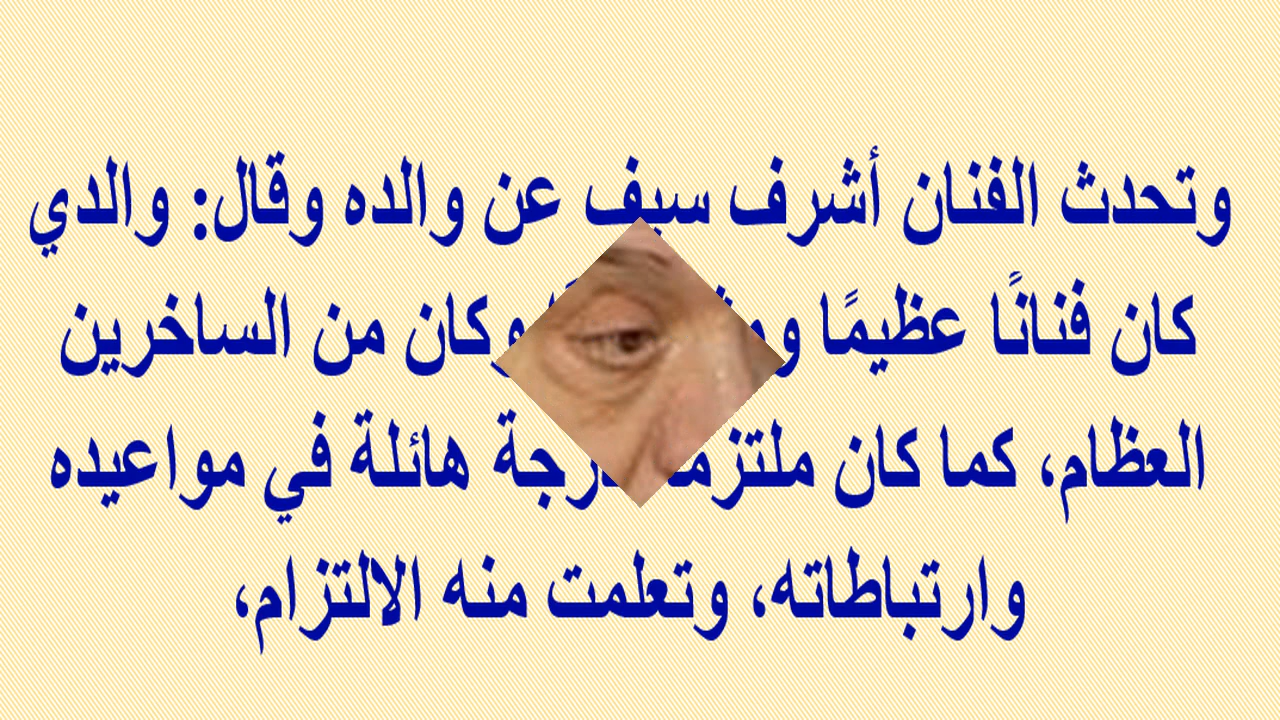 وتحدث الفنان أشرف سيف عن والده وقال: والدي
كان فنانًا عظيمًا وكان من الساخرين
العظام، كما كان ملتزما بدرجة هائلة في مواعيده
وارتباطاته، وتعلمت منه الالتزام،